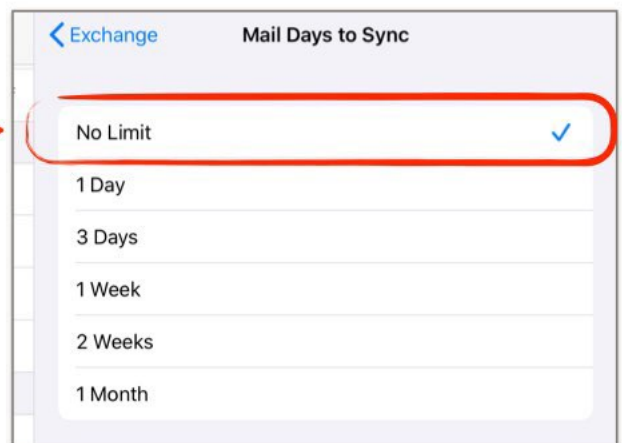 Exchange Mail Days to Sync
No Limit
1 Day
3 Days
1 Week
2 Weeks
1 Month